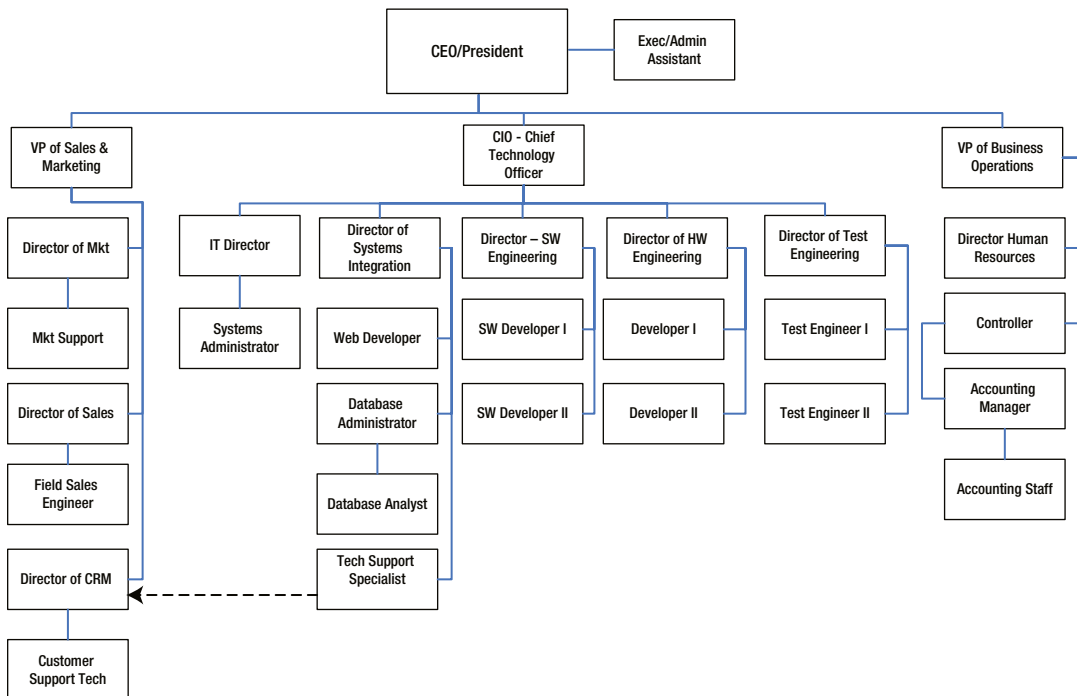 CEO/President
Exec/Admin
Assistant
VP of Sales &
Marketing
CIO - Chief
Technology
Officer
VP of Business
Operations
Director of Mkt
IT Director
Director of
Systems
Integration
Director – SW
Engineering
Director of HW
Engineering
Director of Test
Engineering
Director Human
Resources
Mkt Support
Systems
Administrator
Web Developer
SW Developer I
Developer I
Test Engineer I
Controller
Director of Sales
Database
Administrator
SW Developer II
Developer II
Test Engineer II
Accounting
Manager
Field Sales
Engineer
Database Analyst
Accounting Staff
Director of CRM
Tech Support
Specialist
Customer
Support Tech